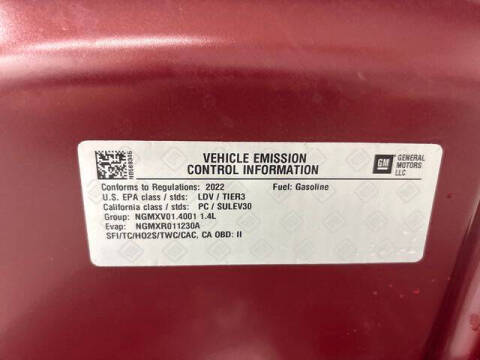 VEHICLE EMISSION
CONTROL INFORMATION
GM
GENERAL
MOTORS
LLC
Conforms to Regulations: 2022 Fuel: Gasoline
U.S. EPA class / stds: LDV / TIER3
California class / stds: PC / SULEV30
Group: NGMXV01.4001 1.4L
Evap: NGMXR011230A
SFI/TC/HO2S/TWC/CAC, CA OBD: II